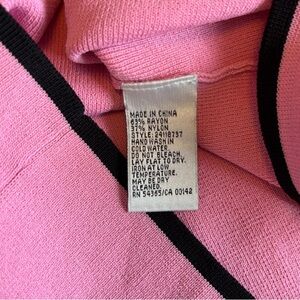 MADE IN CHINA
63% RAYON
37% NYLON
STYLE: 24118737
HAND WASH IN
COLD WATER
DO NOT BLEACH.
LAY FLAT TO DRY.
IRON AT LOW
TEMPERATURE.
MAY BE DRY
CLEANED.
RN 54365/CA 00142